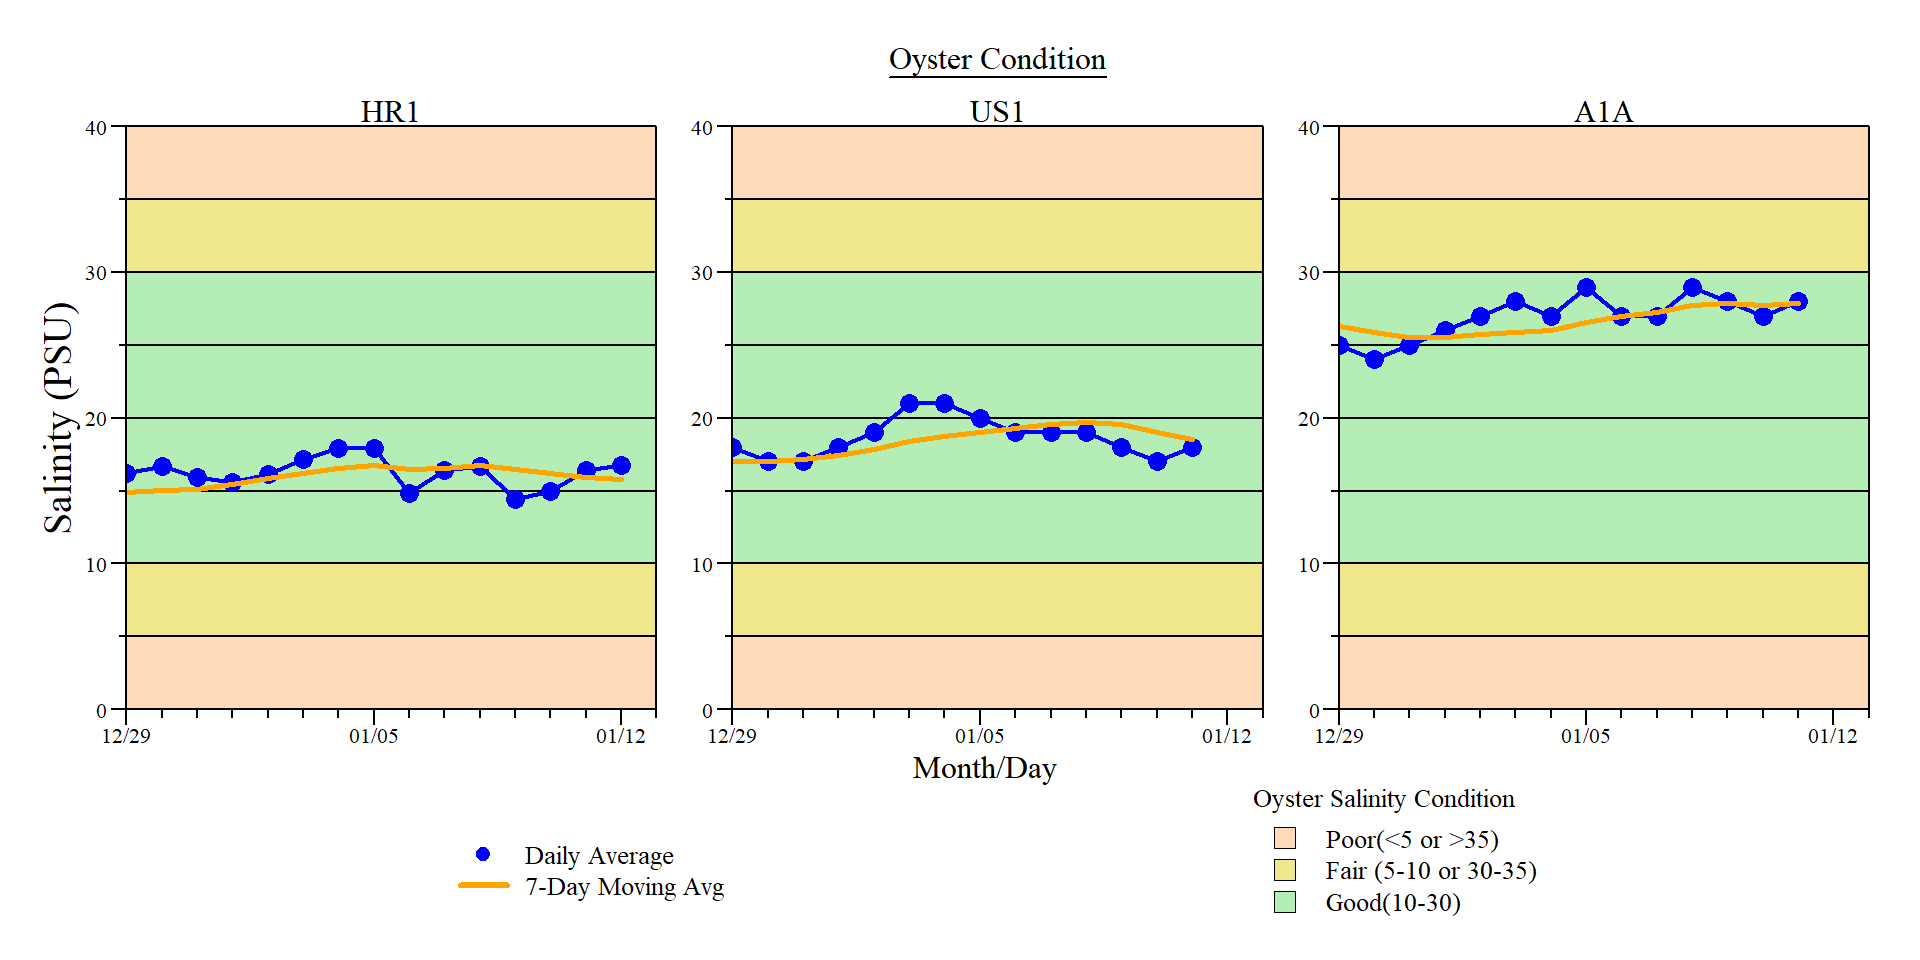 Oyster Condition
HR1
US1
A1A
40
30
20
10
0
40
30
20
10
0
40
30
20
10
0
Salinity (PSU)
12/29
01/05
01/12
12/29
01/05
01/12
12/29
01/05
01/12
Month/Day
Daily Average
7-Day Moving Avg
Oyster Salinity Condition
Poor(<5 or >35)
Fair (5-10 or 30-35)
Good(10-30)